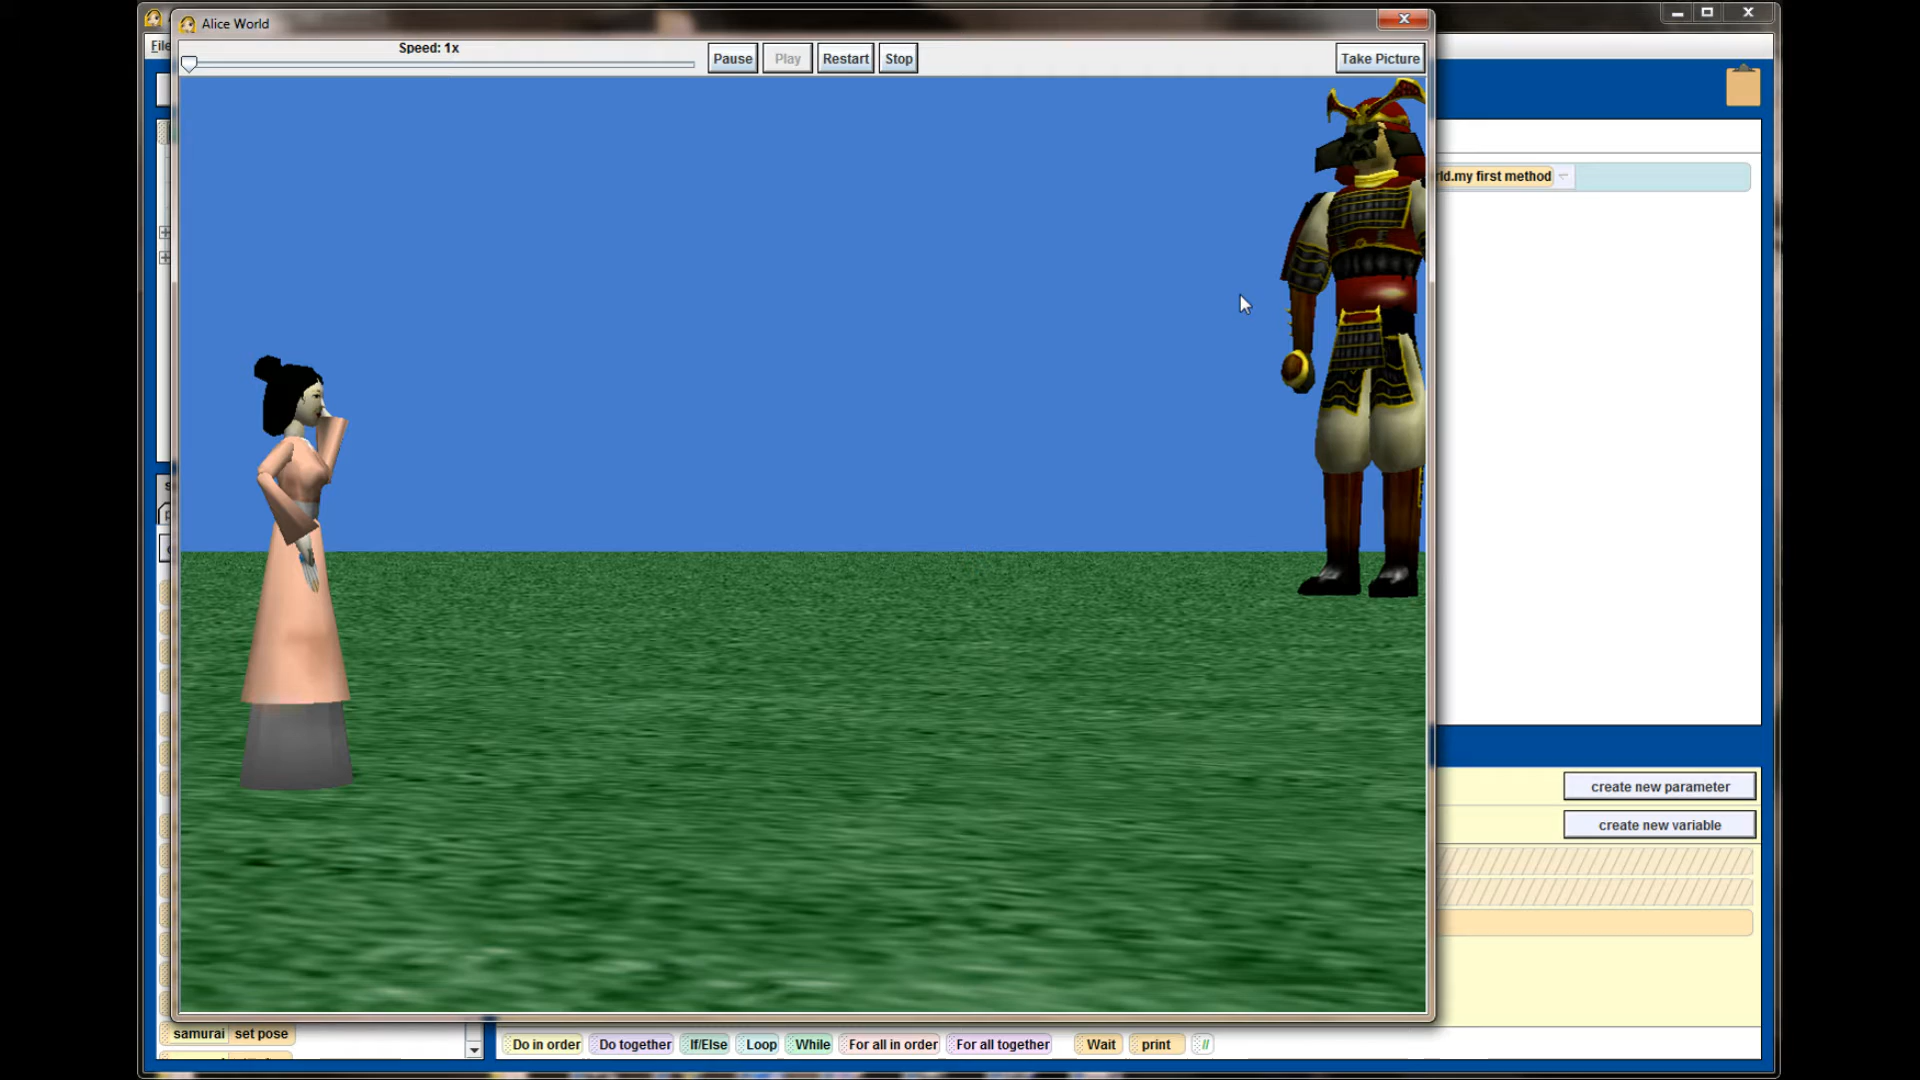 Alice World
File
Speed: 1x
Pause
Play
Restart
Stop
Take Picture
rld.my first method
create new parameter
create new variable
samurai set pose
Do in order
Do together
If/Else
Loop
While
For all in order
For all together
Wait
print
//